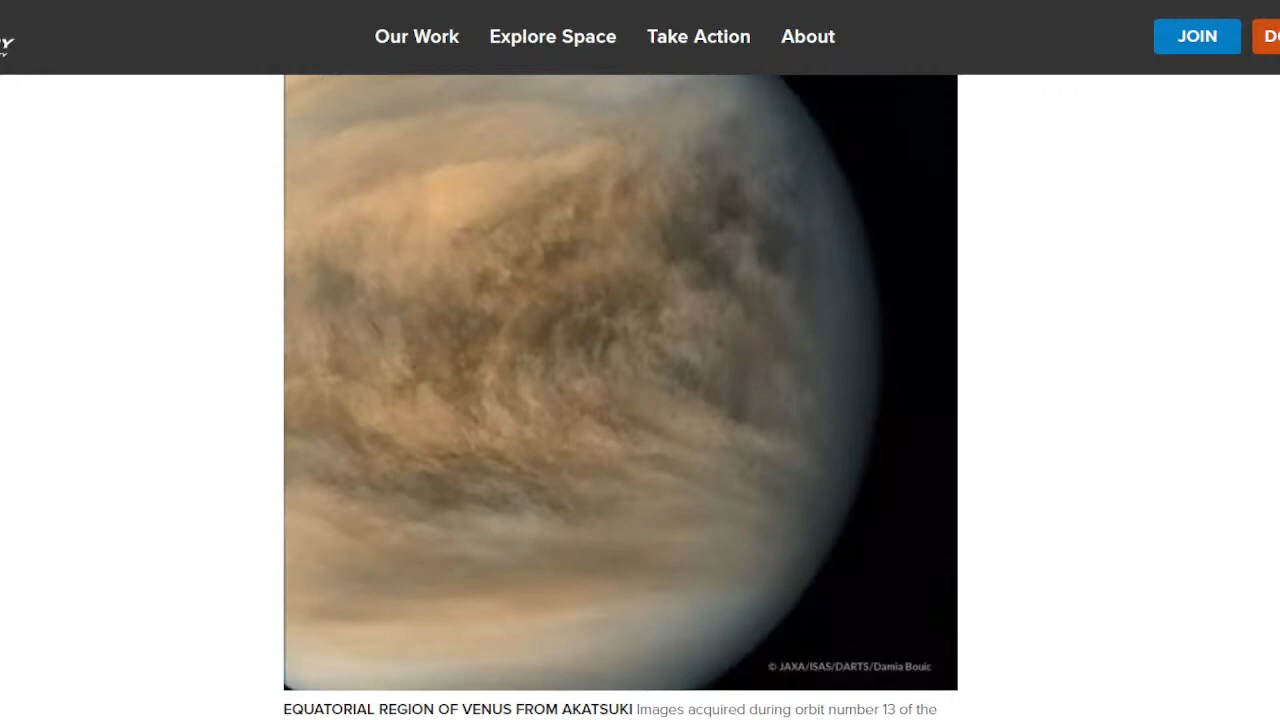 Our Work Explore Space Take Action About JOIN
© JAXA/ISAS/DARTS/Damia Bouic
EQUATORIAL REGION OF VENUS FROM AKATSUKI Images acquired during orbit number 13 of the